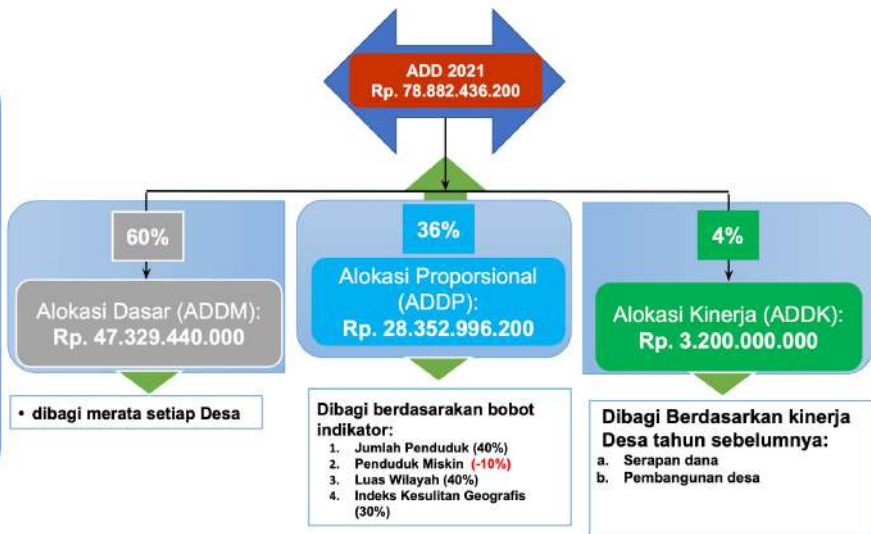 ADD 2021
Rp. 78.882.436.200
60%
Alokasi Dasar (ADDM):
Rp. 47.329.440.000
• dibagi merata setiap Desa
36%
Alokasi Proporsional
(ADDP):
Rp. 28.352.996.200
Dibagi berdasarakan bobot
indikator:
1. Jumlah Penduduk (40%)
2. Penduduk Miskin (-10%)
3. Luas Wilayah (40%)
4. Indeks Kesulitan Geografis
(30%)
4%
Alokasi Kinerja (ADDK):
Rp. 3.200.000.000
Dibagi Berdasarkan kinerja
Desa tahun sebelumnya:
a. Serapan dana
b. Pembangunan desa